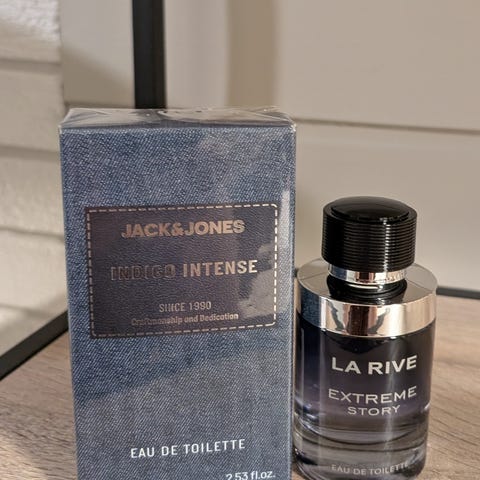 JACK&JONES
INDIGO INTENSE
SINCE 1990
Craftmanship and Dedication
EAU DE TOILETTE
2.53 fl.oz.
LA RIVE
EXTREME
STORY
EAU DE TOILETTE